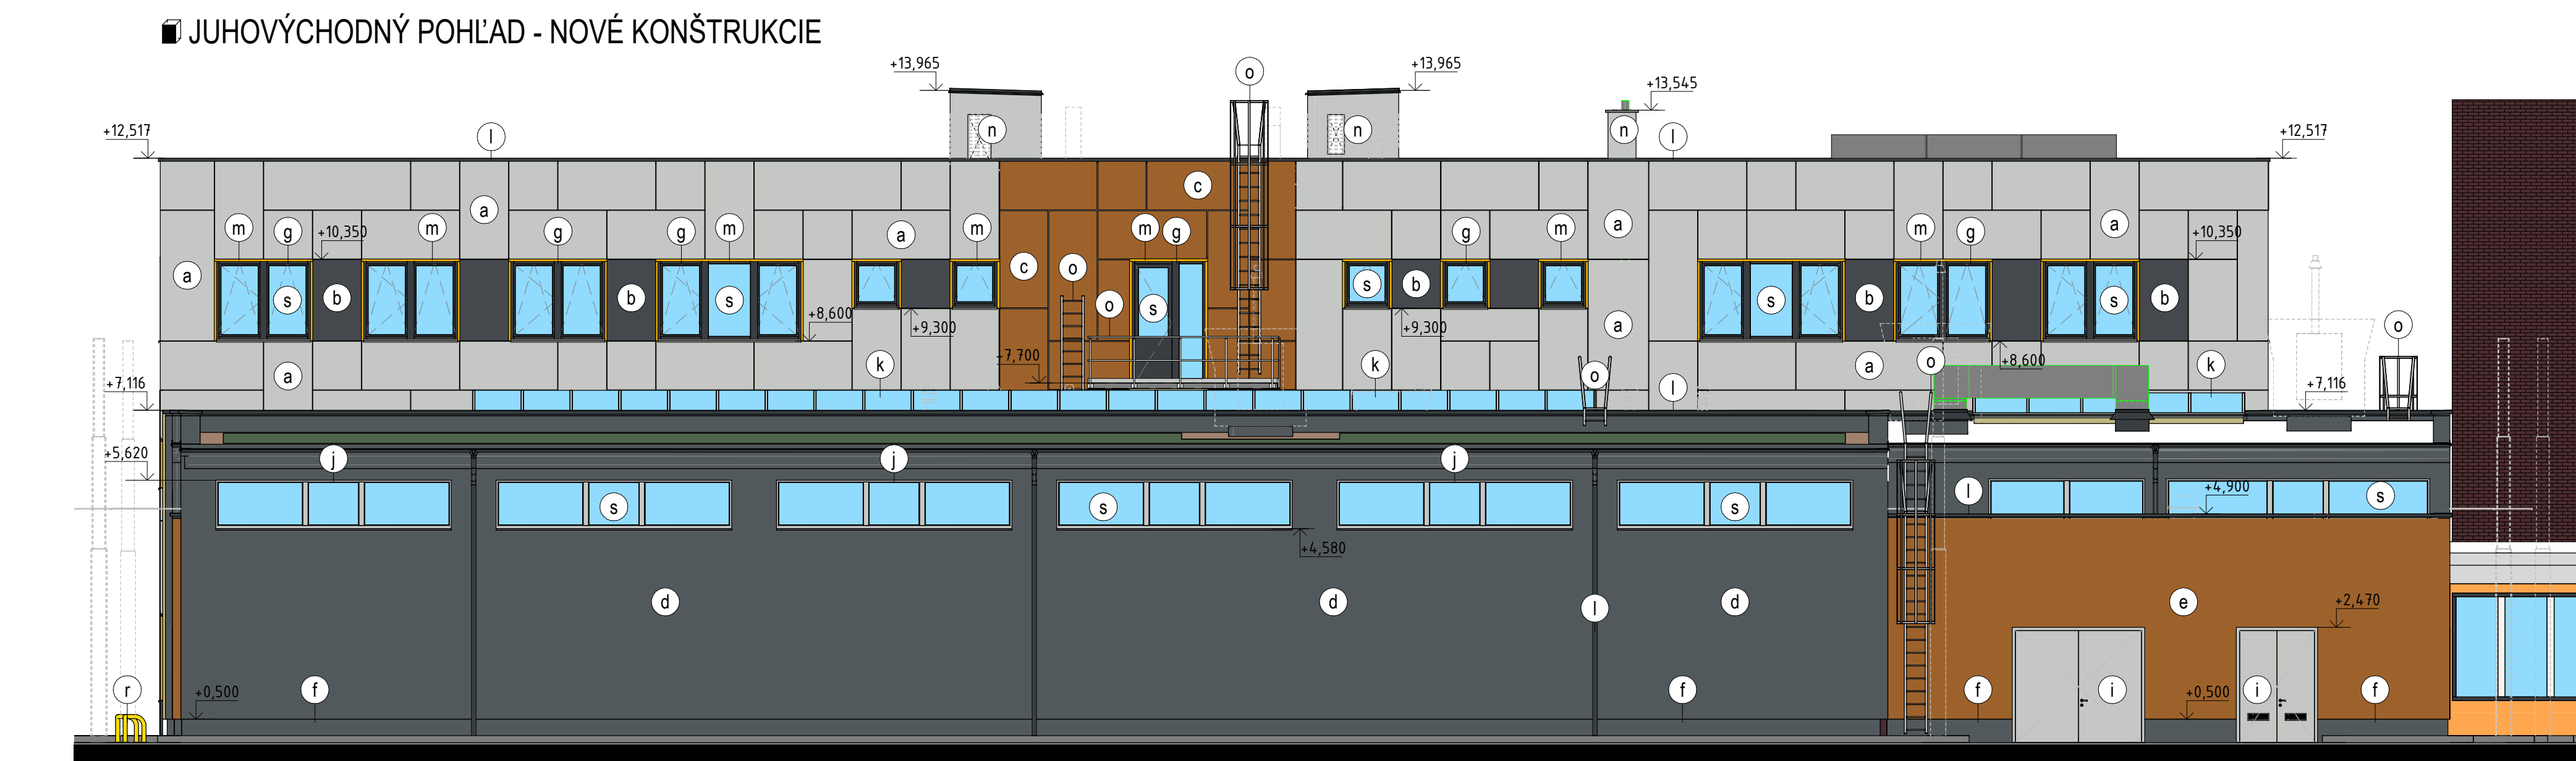 JUHOVÝCHODNÝ POHĽAD - NOVÉ KONŠTRUKCIE
+13,965 o +13,965 +13,545
+12,517 l n n n l +12,517
c
a a a a
m g +10,350 m g g m a m m g g m m g +10,350
a s b b s c o o s s b s b s b
+8,600 +9,300 +9,300 o
a +7,700 k k o l a o +8,600 k
+7,116 +7,116
+5,620 j j j
s s s l +4,900 s
+4,580
d d d l e +2,470
r +0,500 f f f i +0,500 i f